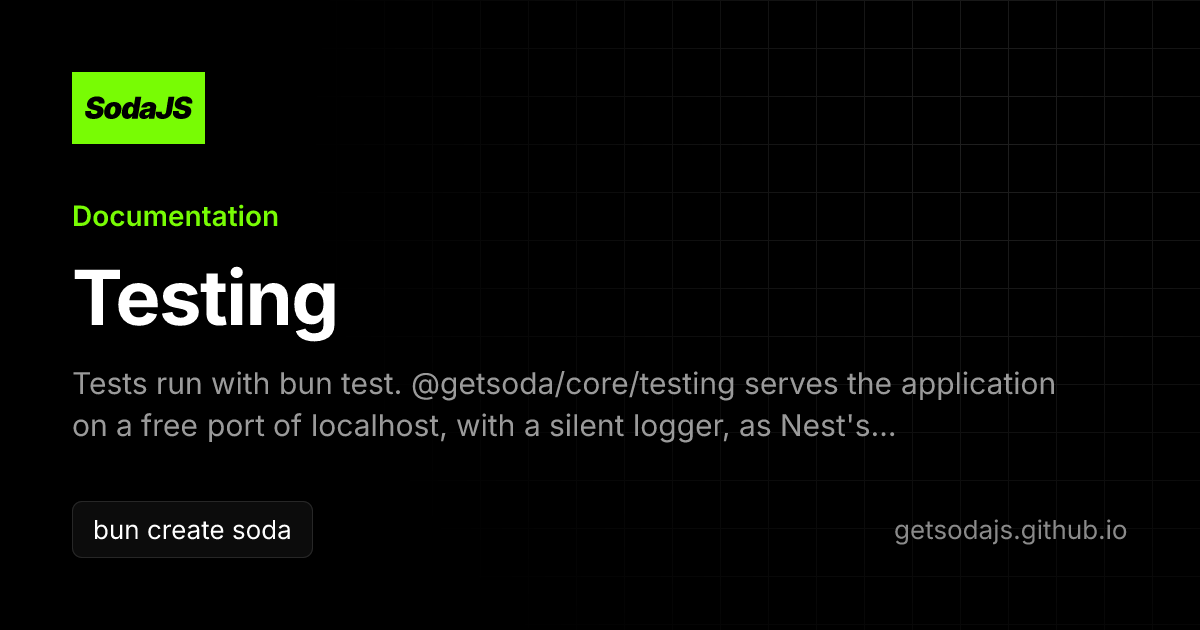 SodaJS
Documentation
Testing
Tests run with bun test. @getsoda/core/testing serves the application
on a free port of localhost, with a silent logger, as Nest's...
bun create soda
getsodajs.github.io